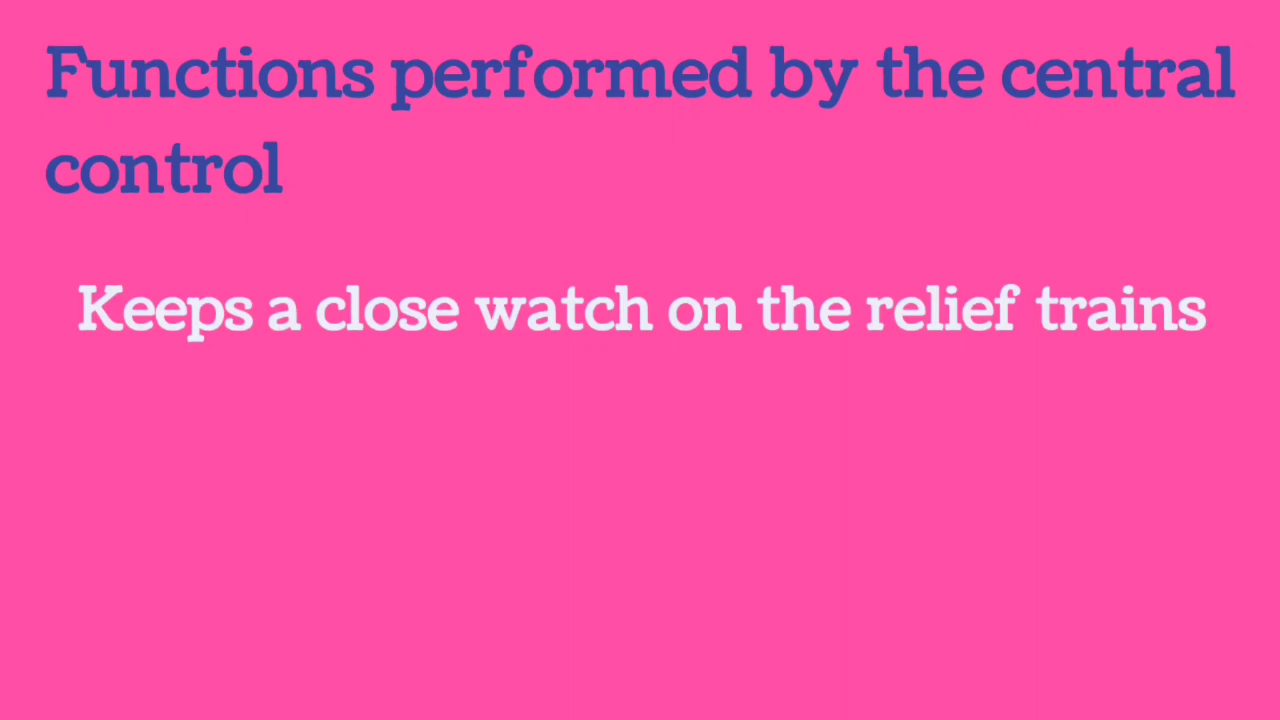 Functions performed by the central
control
Keeps a close watch on the relief trains